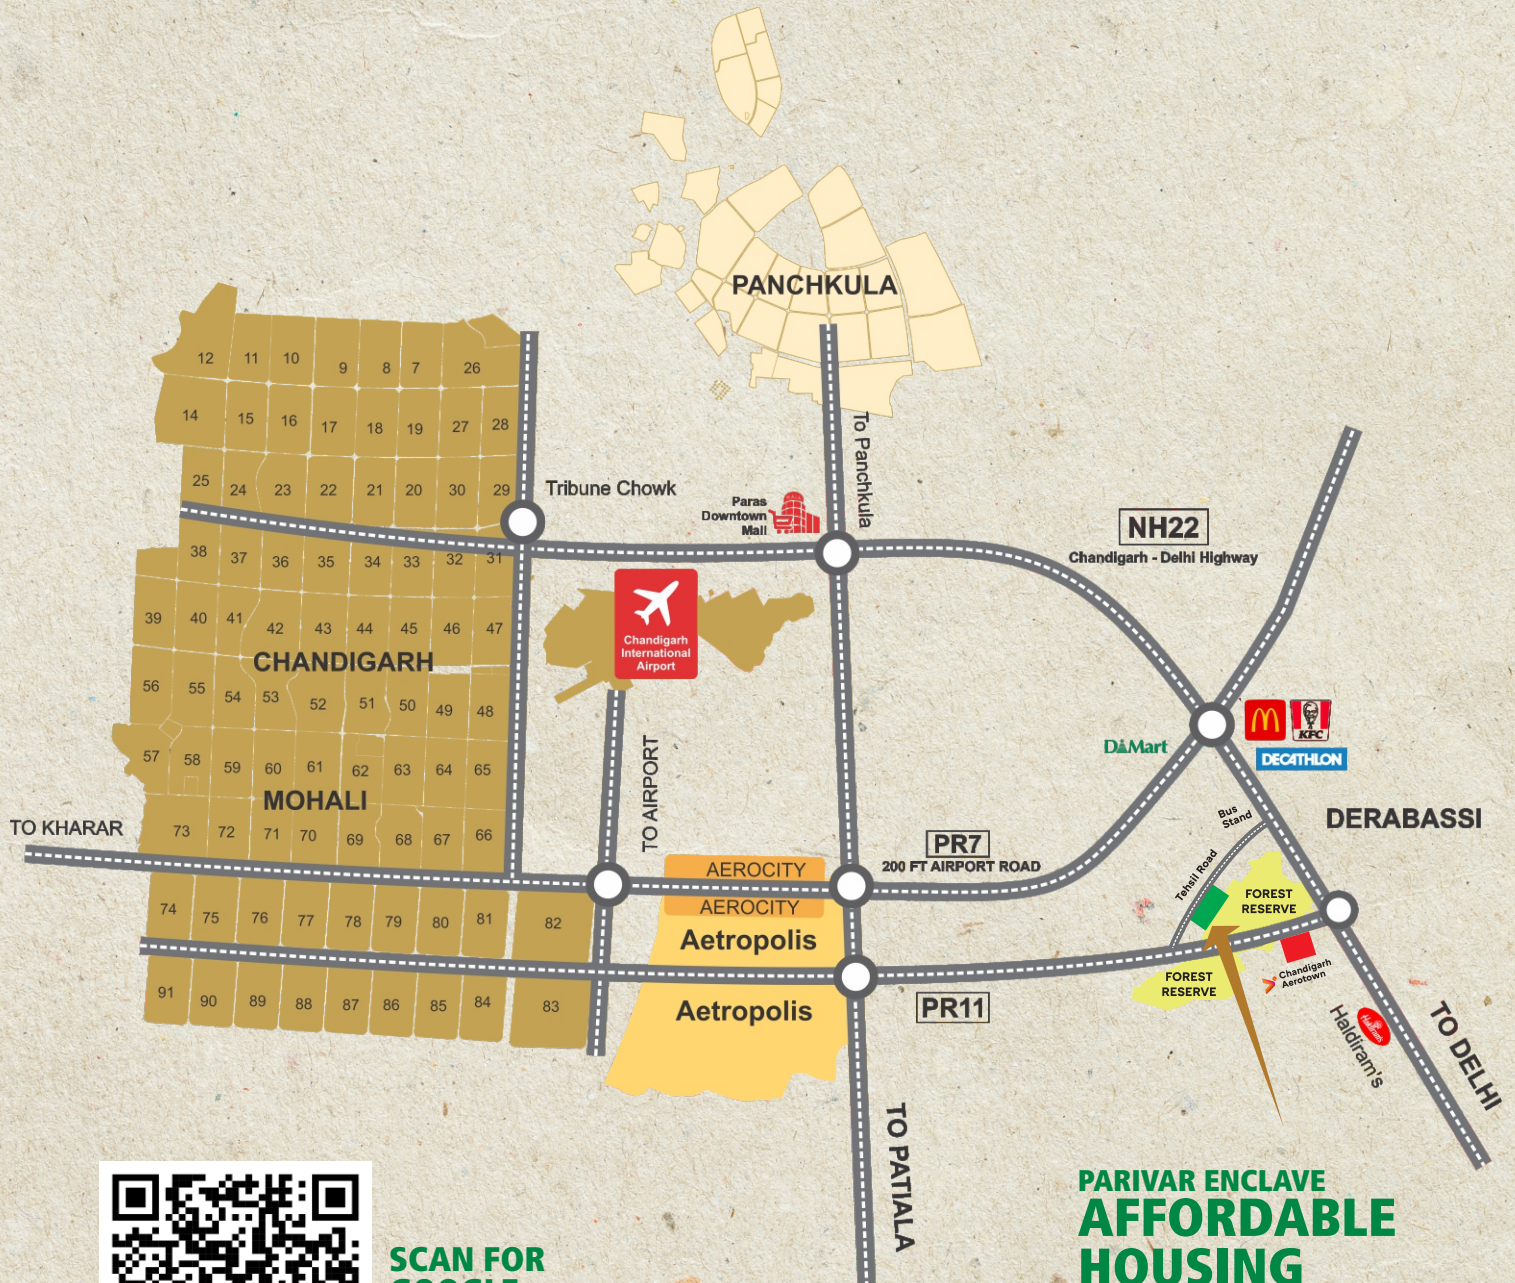 PANCHKULA
12 11 10 9 8 7 26
14 15 16 17 18 19 27 28
25 24 23 22 21 20 30 29
Tribune Chowk
Paras
Downtown
Mall
To Panchkula
NH22
Chandigarh - Delhi Highway
38 37 36 35 34 33 32 31
39 40 41 42 43 44 45 46 47
CHANDIGARH
Chandigarh
International
Airport
56 55 54 53 52 51 50 49 48
57 58 59 60 61 62 63 64 65
MOHALI
TO AIRPORT
D Mart
KFC
DECATHLON
DERABASSI
Bus
Stand
Tehsil Road
TO KHARAR
73 72 71 70 69 68 67 66
PR7
200 FT AIRPORT ROAD
AEROCITY
AEROCITY
Aetropolis
74 75 76 77 78 79 80 81 82
FOREST
RESERVE
FOREST
RESERVE
Chandigarh
Aerotown
91 90 89 88 87 86 85 84 83
Aetropolis
PR11
Haldiram's
Haldiram's
TO DELHI
TO PATIALA
PARIVAR ENCLAVE
AFFORDABLE
HOUSING
SCAN FOR
GOOGLE